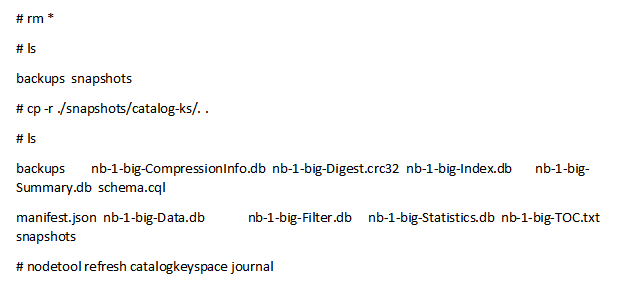 # rm *
# ls
backups snapshots
# cp -r ./snapshots/catalog-ks/. .
# ls
backups nb-1-big-CompressionInfo.db nb-1-big-Digest.crc32 nb-1-big-Index.db nb-1-big-
Summary.db schema.cql
manifest.json nb-1-big-Data.db nb-1-big-Filter.db nb-1-big-Statistics.db nb-1-big-TOC.txt
snapshots
# nodetool refresh catalogkeyspace journal